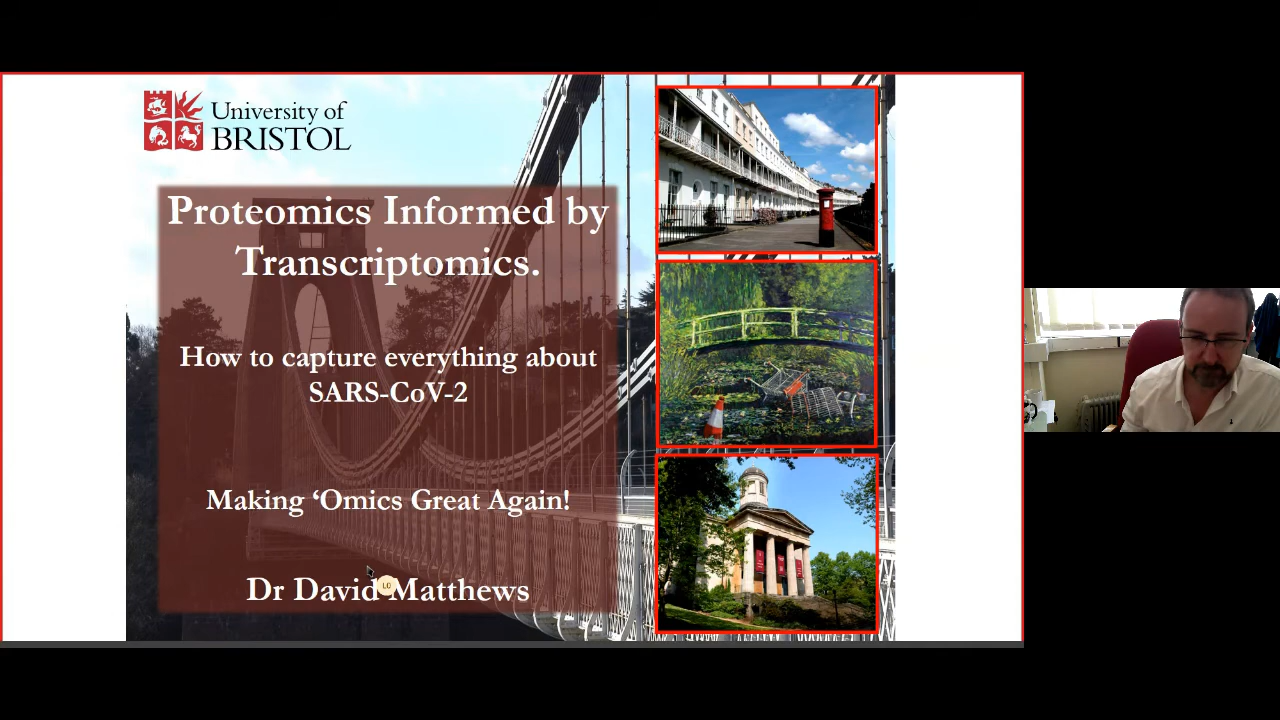 University of
BRISTOL
Proteomics Informed by
Transcriptomics.
How to capture everything about
SARS-CoV-2
Making ‘Omics Great Again!
Dr David Matthews
LO